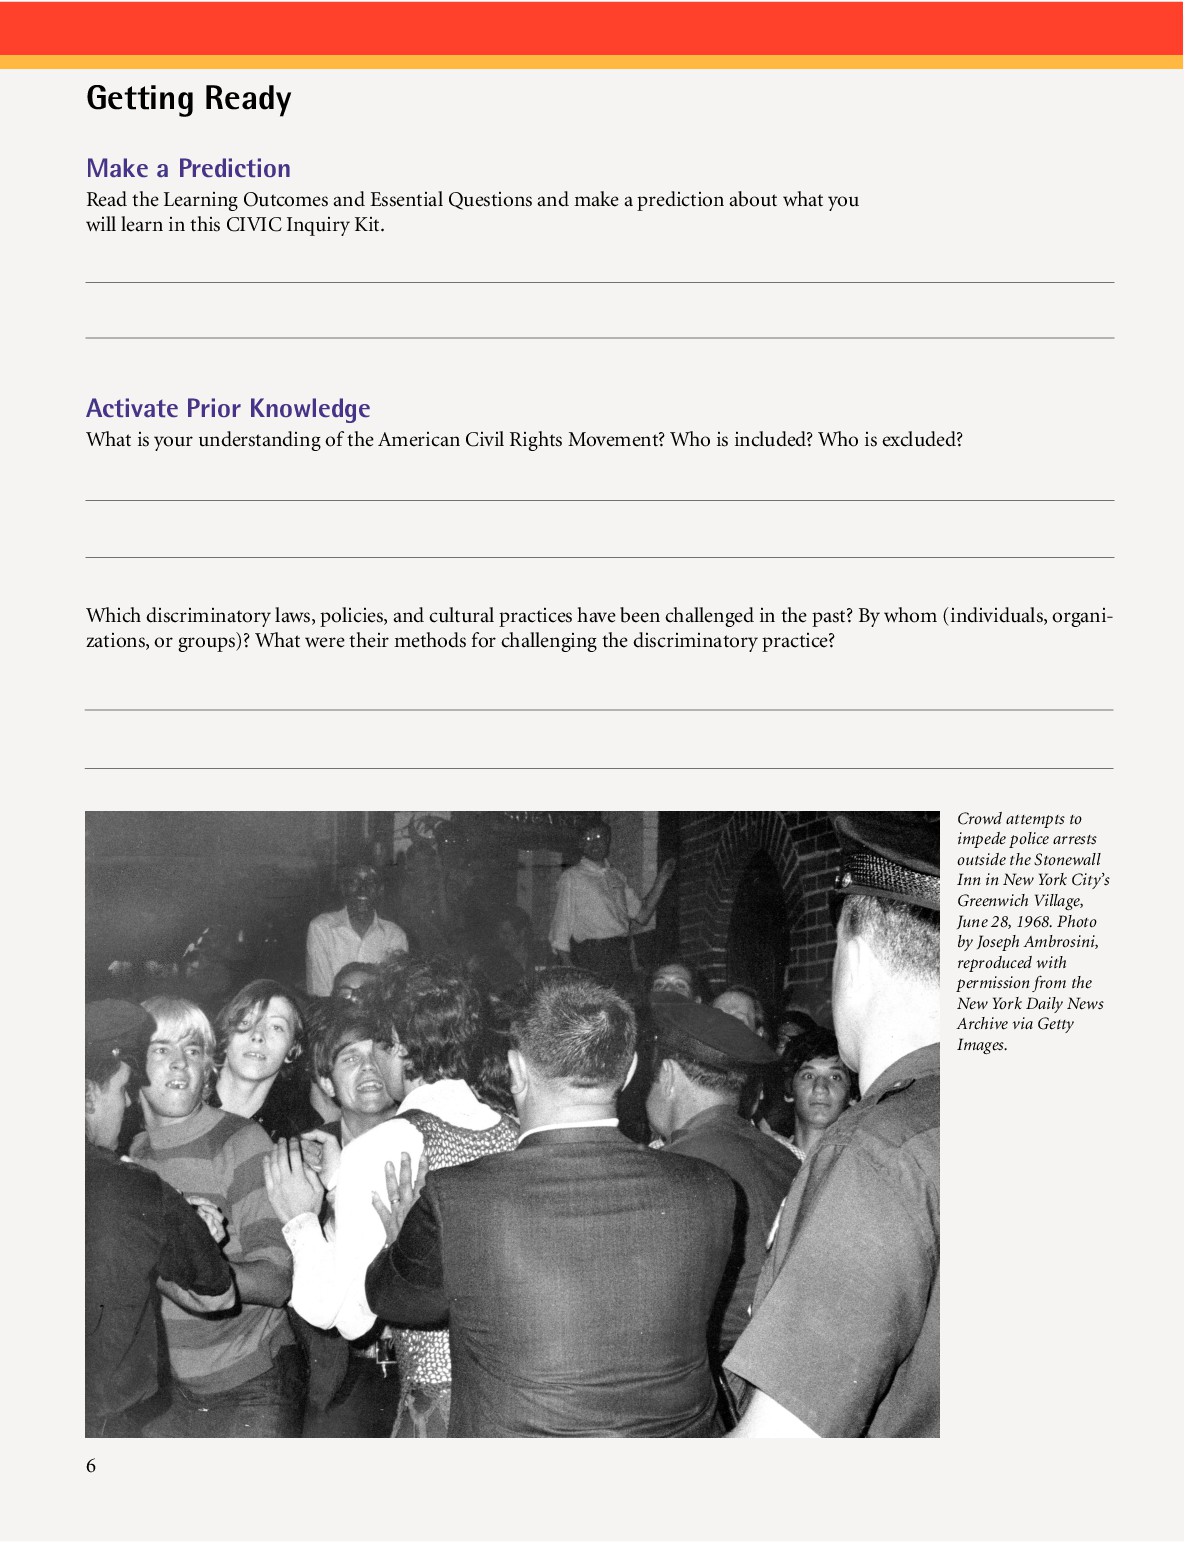 Getting Ready
Make a Prediction
Read the Learning Outcomes and Essential Questions and make a prediction about what you
will learn in this CIVIC Inquiry Kit.
Activate Prior Knowledge
What is your understanding of the American Civil Rights Movement? Who is included? Who is excluded?
Which discriminatory laws, policies, and cultural practices have been challenged in the past? By whom (individuals, organi-
zations, or groups)? What were their methods for challenging the discriminatory practice?
Crowd attempts to
impede police arrests
outside the Stonewall
Inn in New York City’s
Greenwich Village,
June 28, 1968. Photo
by Joseph Ambrosini,
reproduced with
permission from the
New York Daily News
Archive via Getty
Images.
6